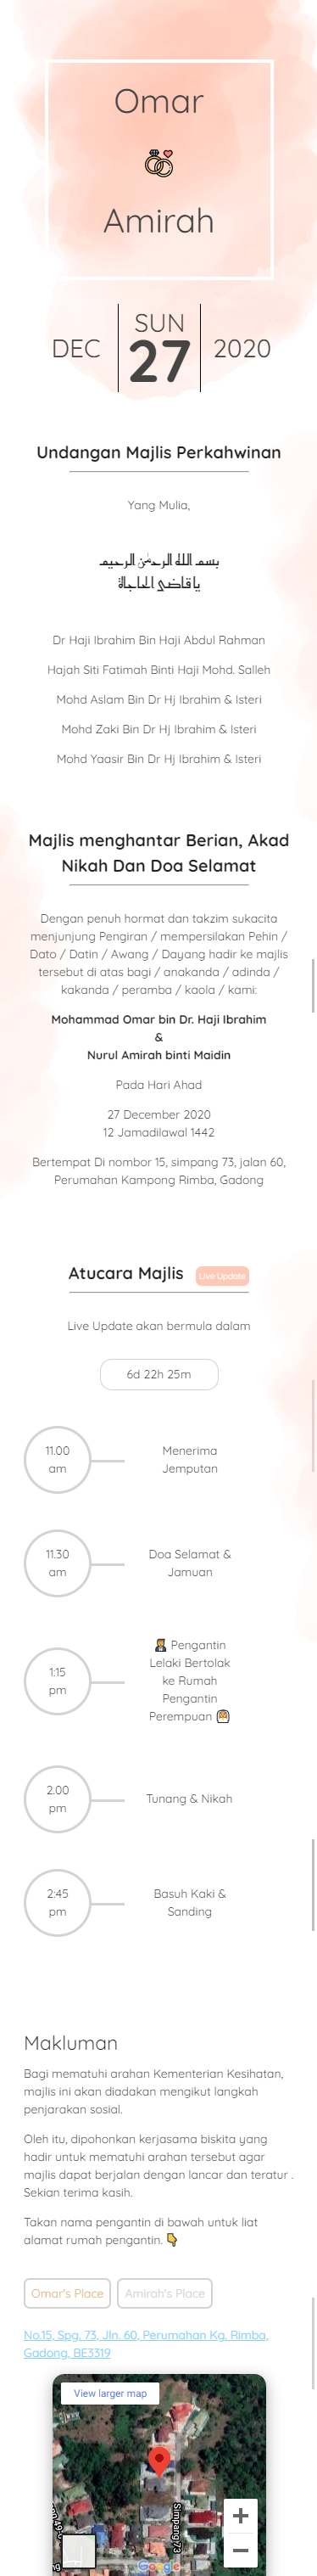 Omar
Amirah
DEC
SUN
27
2020
Undangan Majlis Perkahwinan
Yang Mulia,
بسم الله الرحمٰن الرحيم
يا قاضي الحاجاة
Dr Haji Ibrahim Bin Haji Abdul Rahman
Hajah Siti Fatimah Binti Haji Mohd. Salleh
Mohd Aslam Bin Dr Hj Ibrahim & Isteri
Mohd Zaki Bin Dr Hj Ibrahim & Isteri
Mohd Yaasir Bin Dr Hj Ibrahim & Isteri
Majlis menghantar Berian, Akad
Nikah Dan Doa Selamat
Dengan penuh hormat dan takzim sukacita
menjunjung Pengiran / mempersilakan Pehin /
Dato / Datin / Awang / Dayang hadir ke majlis
tersebut di atas bagi / anakanda / adinda /
kakanda / peramba / kaola / kami:
Mohammad Omar bin Dr. Haji Ibrahim
&
Nurul Amirah binti Maidin
Pada Hari Ahad
27 December 2020
12 Jamadilawal 1442
Bertempat Di nombor 15, simpang 73, jalan 60,
Perumahan Kampong Rimba, Gadong
Atucara Majlis
Live Update
Live Update akan bermula dalam
6d 22h 25m
11.00
am
Menerima
Jemputan
11.30
am
Doa Selamat &
Jamuan
1:15
pm
🤵 Pengantin
Lelaki Bertolak
ke Rumah
Pengantin
Perempuan 👰
2.00
pm
Tunang & Nikah
2:45
pm
Basuh Kaki &
Sanding
Makluman
Bagi mematuhi arahan Kementerian Kesihatan,
majlis ini akan diadakan mengikut langkah
penjarakan sosial.
Oleh itu, dipohonkan kerjasama biskita yang
hadir untuk mematuhi arahan tersebut agar
majlis dapat berjalan dengan lancar dan teratur .
Sekian terima kasih.
Takan nama pengantin di bawah untuk liat
alamat rumah pengantin. 👇
Omar's Place
Amirah's Place
No.15, Spg. 73, Jln. 60, Perumahan Kg. Rimba,
Gadong, BE3319
View larger map
Simpang 73
Google